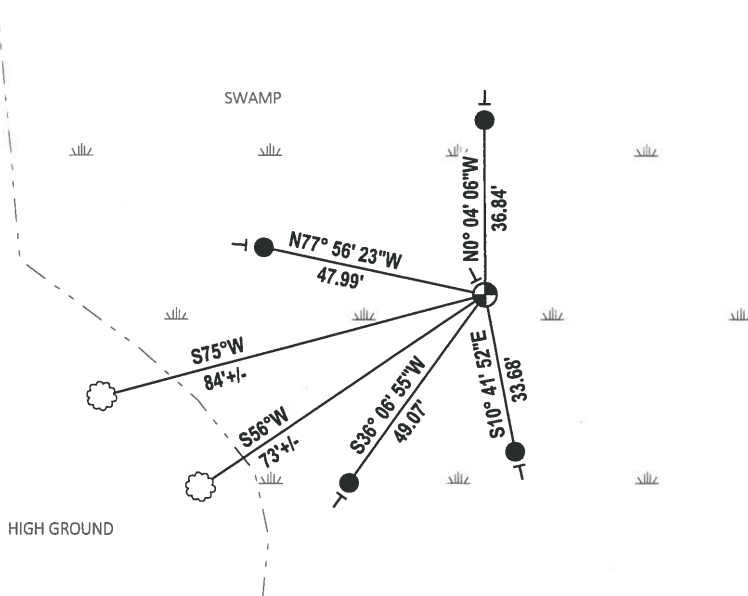 SWAMP
N0° 04' 06"W
36.84'
N77° 56' 23"W
47.99'
S75°W
84'+/-
S56°W
73'+/-
S36° 06' 55"W
49.07'
S10° 41' 52"E
33.68'
HIGH GROUND